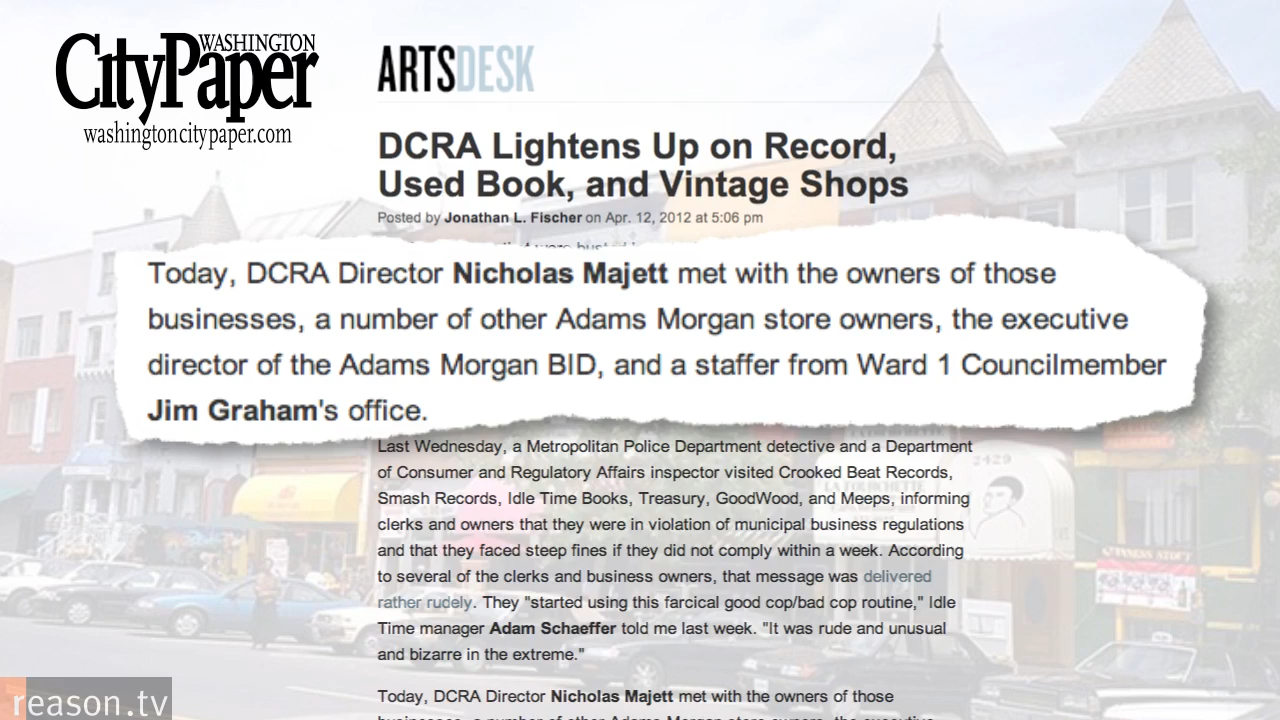 WASHINGTON
CityPaper
washingtoncitypaper.com
ARTSDESK
DCRA Lightens Up on Record,
Used Book, and Vintage Shops
Posted by Jonathan L. Fischer on Apr. 12, 2012 at 5:06 pm
Today, DCRA Director Nicholas Majett met with the owners of those
businesses, a number of other Adams Morgan store owners, the executive
director of the Adams Morgan BID, and a staffer from Ward 1 Councilmember
Jim Graham's office.
Last Wednesday, a Metropolitan Police Department detective and a Department
of Consumer and Regulatory Affairs inspector visited Crooked Beat Records,
Smash Records, Idle Time Books, Treasury, GoodWood, and Meeps, informing
clerks and owners that they were in violation of municipal business regulations
and that they faced steep fines if they did not comply within a week. According
to several of the clerks and business owners, that message was delivered
rather rudely. They "started using this farcical good cop/bad cop routine," Idle
Time manager Adam Schaeffer told me last week. "It was rude and unusual
and bizarre in the extreme."
Today, DCRA Director Nicholas Majett met with the owners of those
2429
LA FOURCHETTE
GUINNESS STOUT
reason.tv